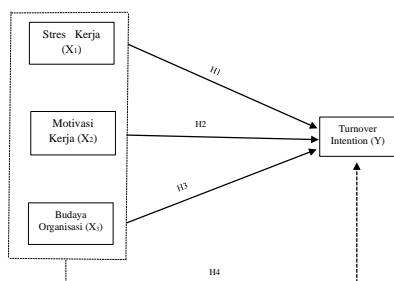 Stres Kerja
(X1)
H1
Motivasi
Kerja (X2)
H2
Turnover
Intention (Y)
H3
Budaya
Organisasi (X3)
H4